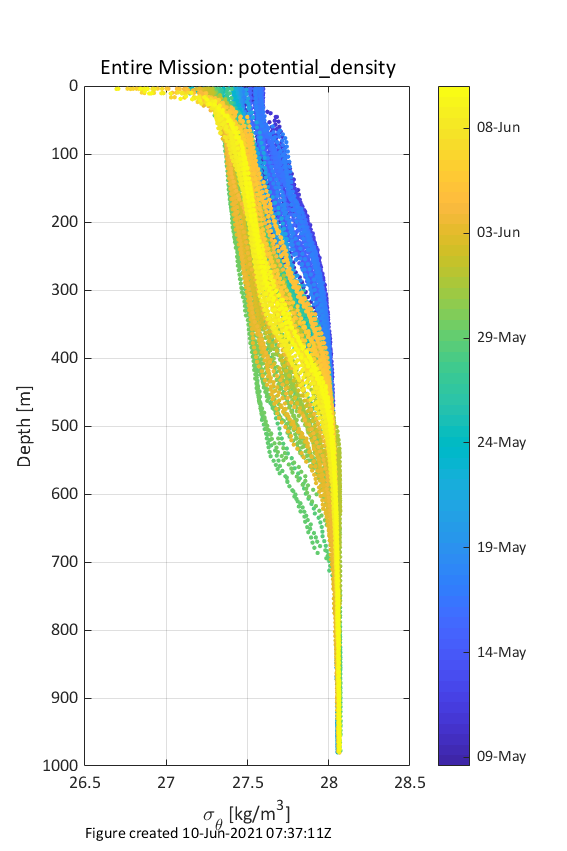 Entire Mission: potential_density
0
100
200
300
400
500
600
700
800
900
1000
26.5 27 27.5 28 28.5
Depth [m]
σθ [kg/m³]
08-Jun
03-Jun
29-May
24-May
19-May
14-May
09-May
Figure created 10-Jun-2021 07:37:11Z